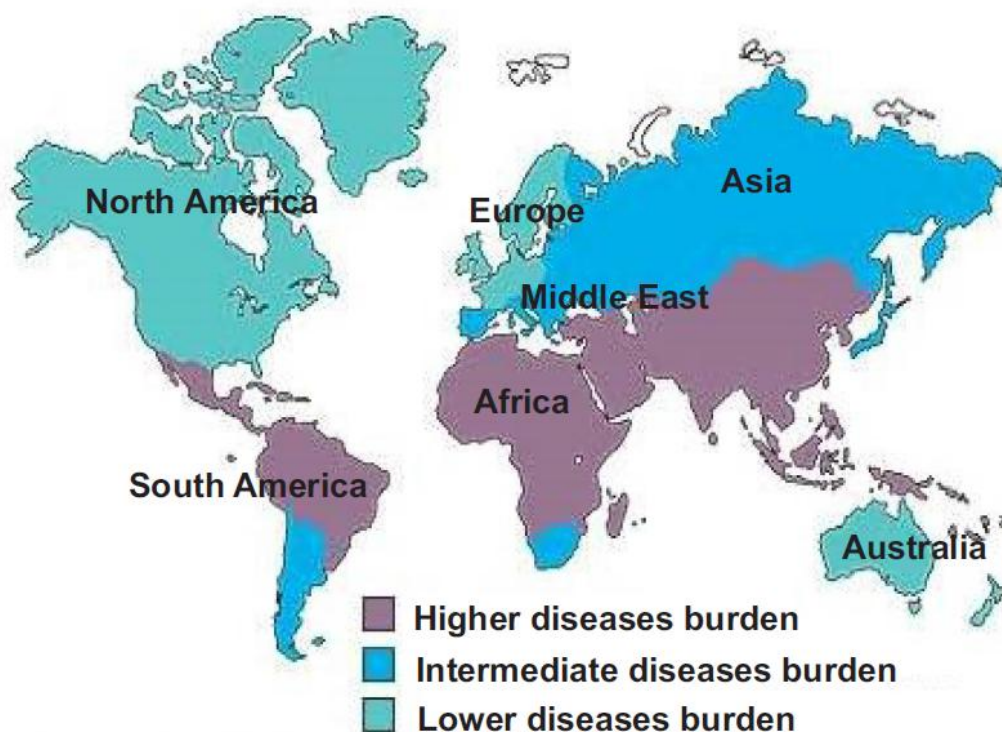 North America
Europe
Asia
Middle East
Africa
South America
Australia
Higher diseases burden
Intermediate diseases burden
Lower diseases burden